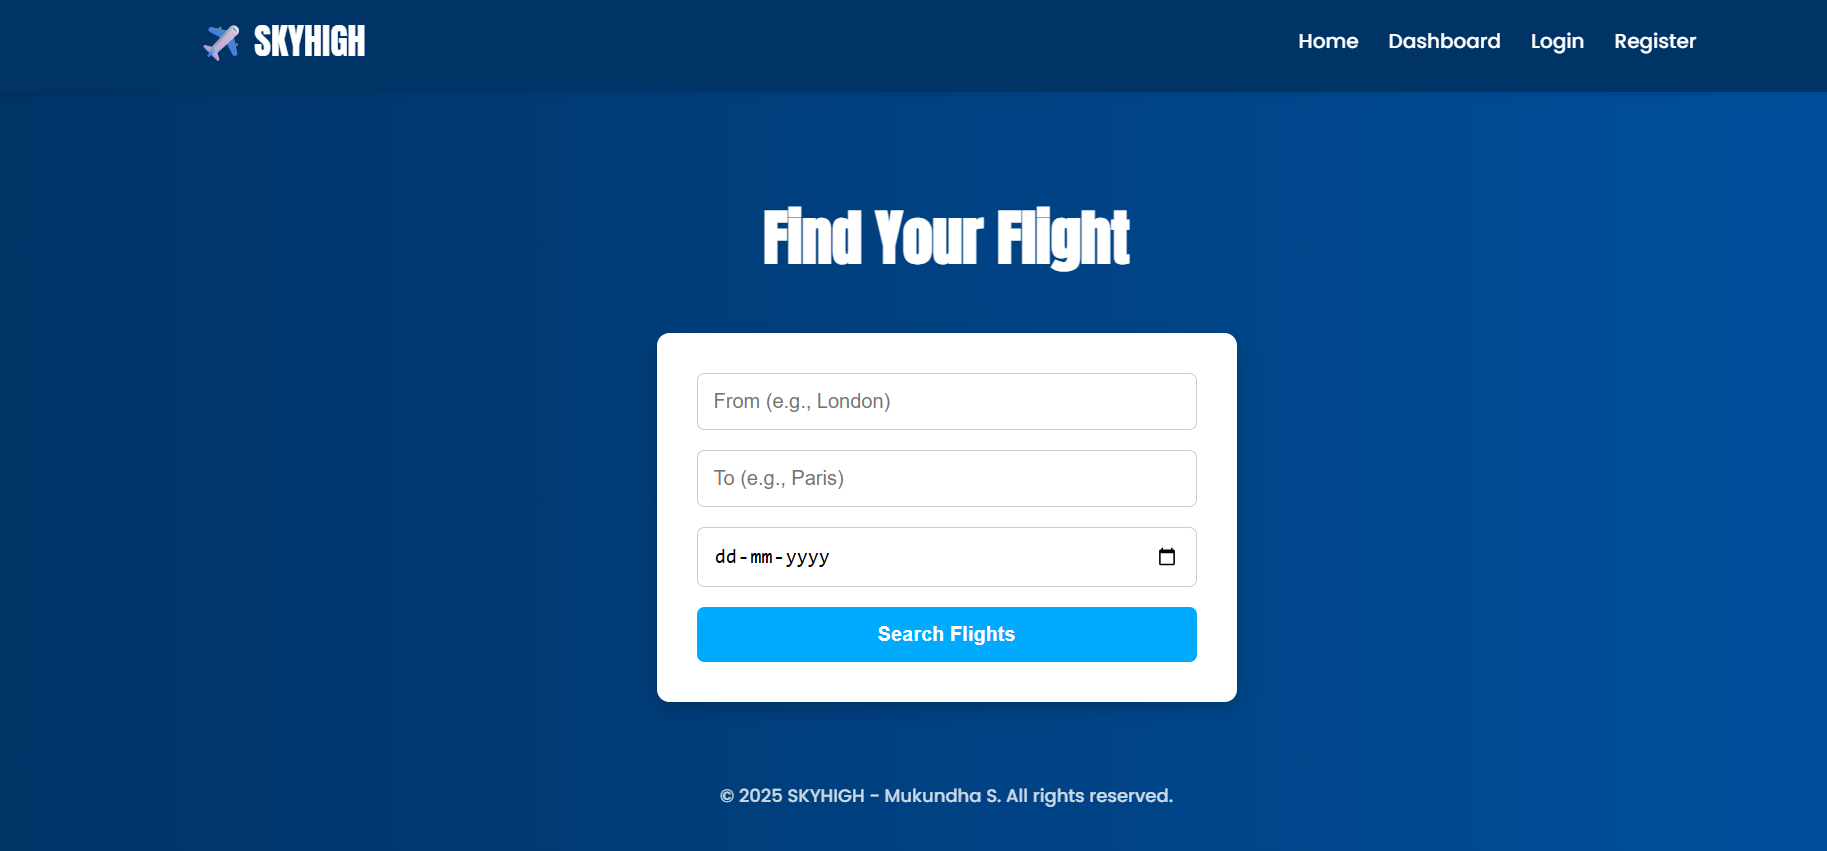 SKYHIGH
Home Dashboard Login Register
Find Your Flight
From (e.g., London)
To (e.g., Paris)
dd-mm-yyyy
Search Flights
© 2025 SKYHIGH - Mukundha S. All rights reserved.